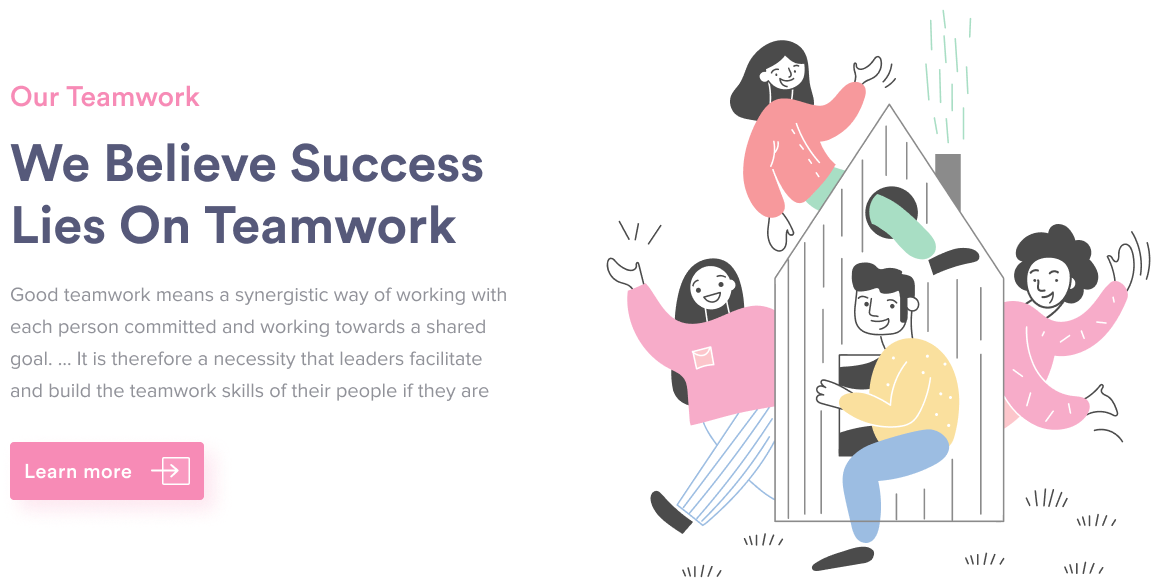 Our Teamwork
We Believe Success
Lies On Teamwork
Good teamwork means a synergistic way of working with
each person committed and working towards a shared
goal. ... It is therefore a necessity that leaders facilitate
and build the teamwork skills of their people if they are
Learn more